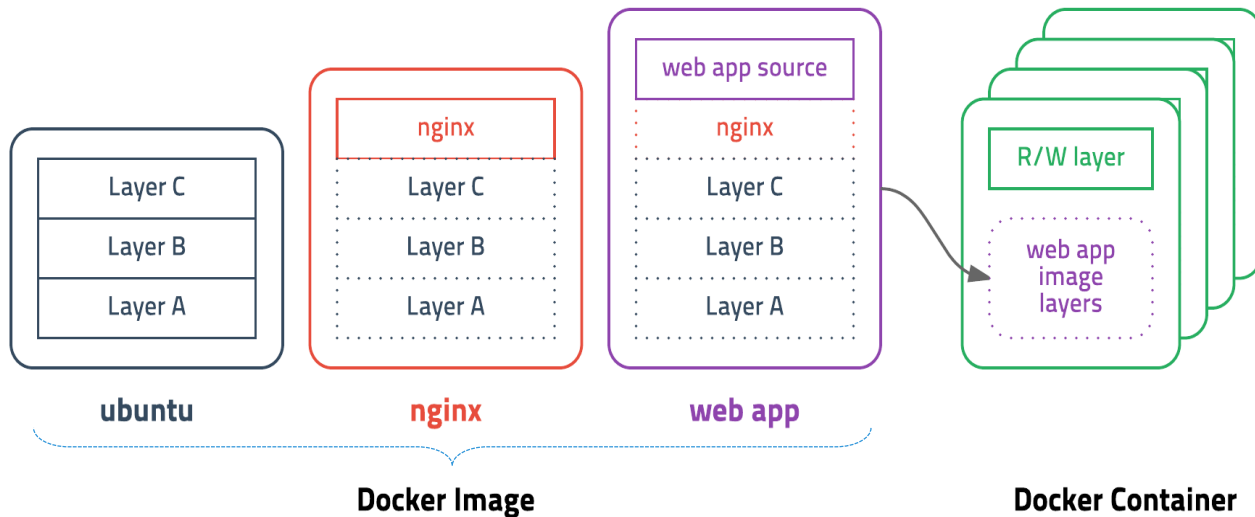 Layer C
Layer B
Layer A
ubuntu
nginx
Layer C
Layer B
Layer A
nginx
web app source
nginx
Layer C
Layer B
Layer A
web app
Docker Image
R/W layer
web app
image
layers
Docker Container